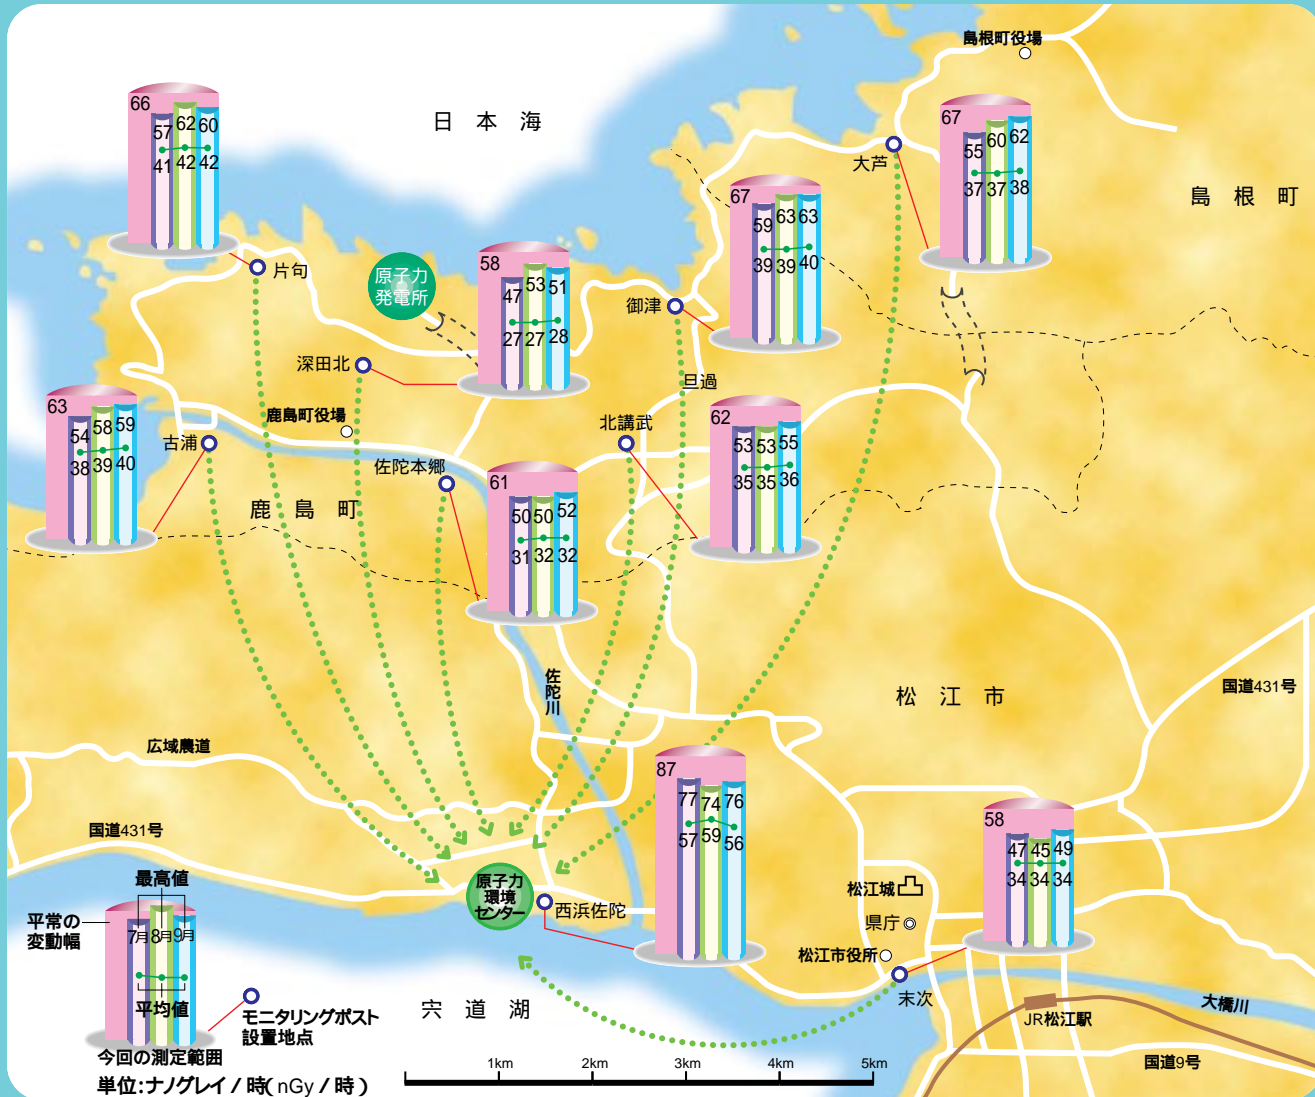 島根町役場
日本海
66
57
62
60
41
42
42
67
55
60
62
37
37
38
大芦
島根町
67
59
63
63
39
39
40
片句
原子力
発電所
58
47
53
51
27
27
28
御津
深田北
旦過
63
54
58
59
38
39
40
鹿島町役場
古浦
北講武
62
53
53
55
35
35
36
佐陀本郷
61
50
50
52
31
32
32
鹿島町
佐陀川
松江市
国道431号
広域農道
87
77
74
76
57
59
56
58
47
45
49
34
34
34
国道431号
原子力
環境
センター
西浜佐陀
松江城
県庁
松江市役所
末次
最高値
平常の
変動幅
7月
8月
9月
平均値
モニタリングポスト
設置地点
今回の測定範囲
単位:ナノグレイ/時(nGy/時)
宍道湖
大橋川
JR松江駅
国道9号
1km
2km
3km
4km
5km